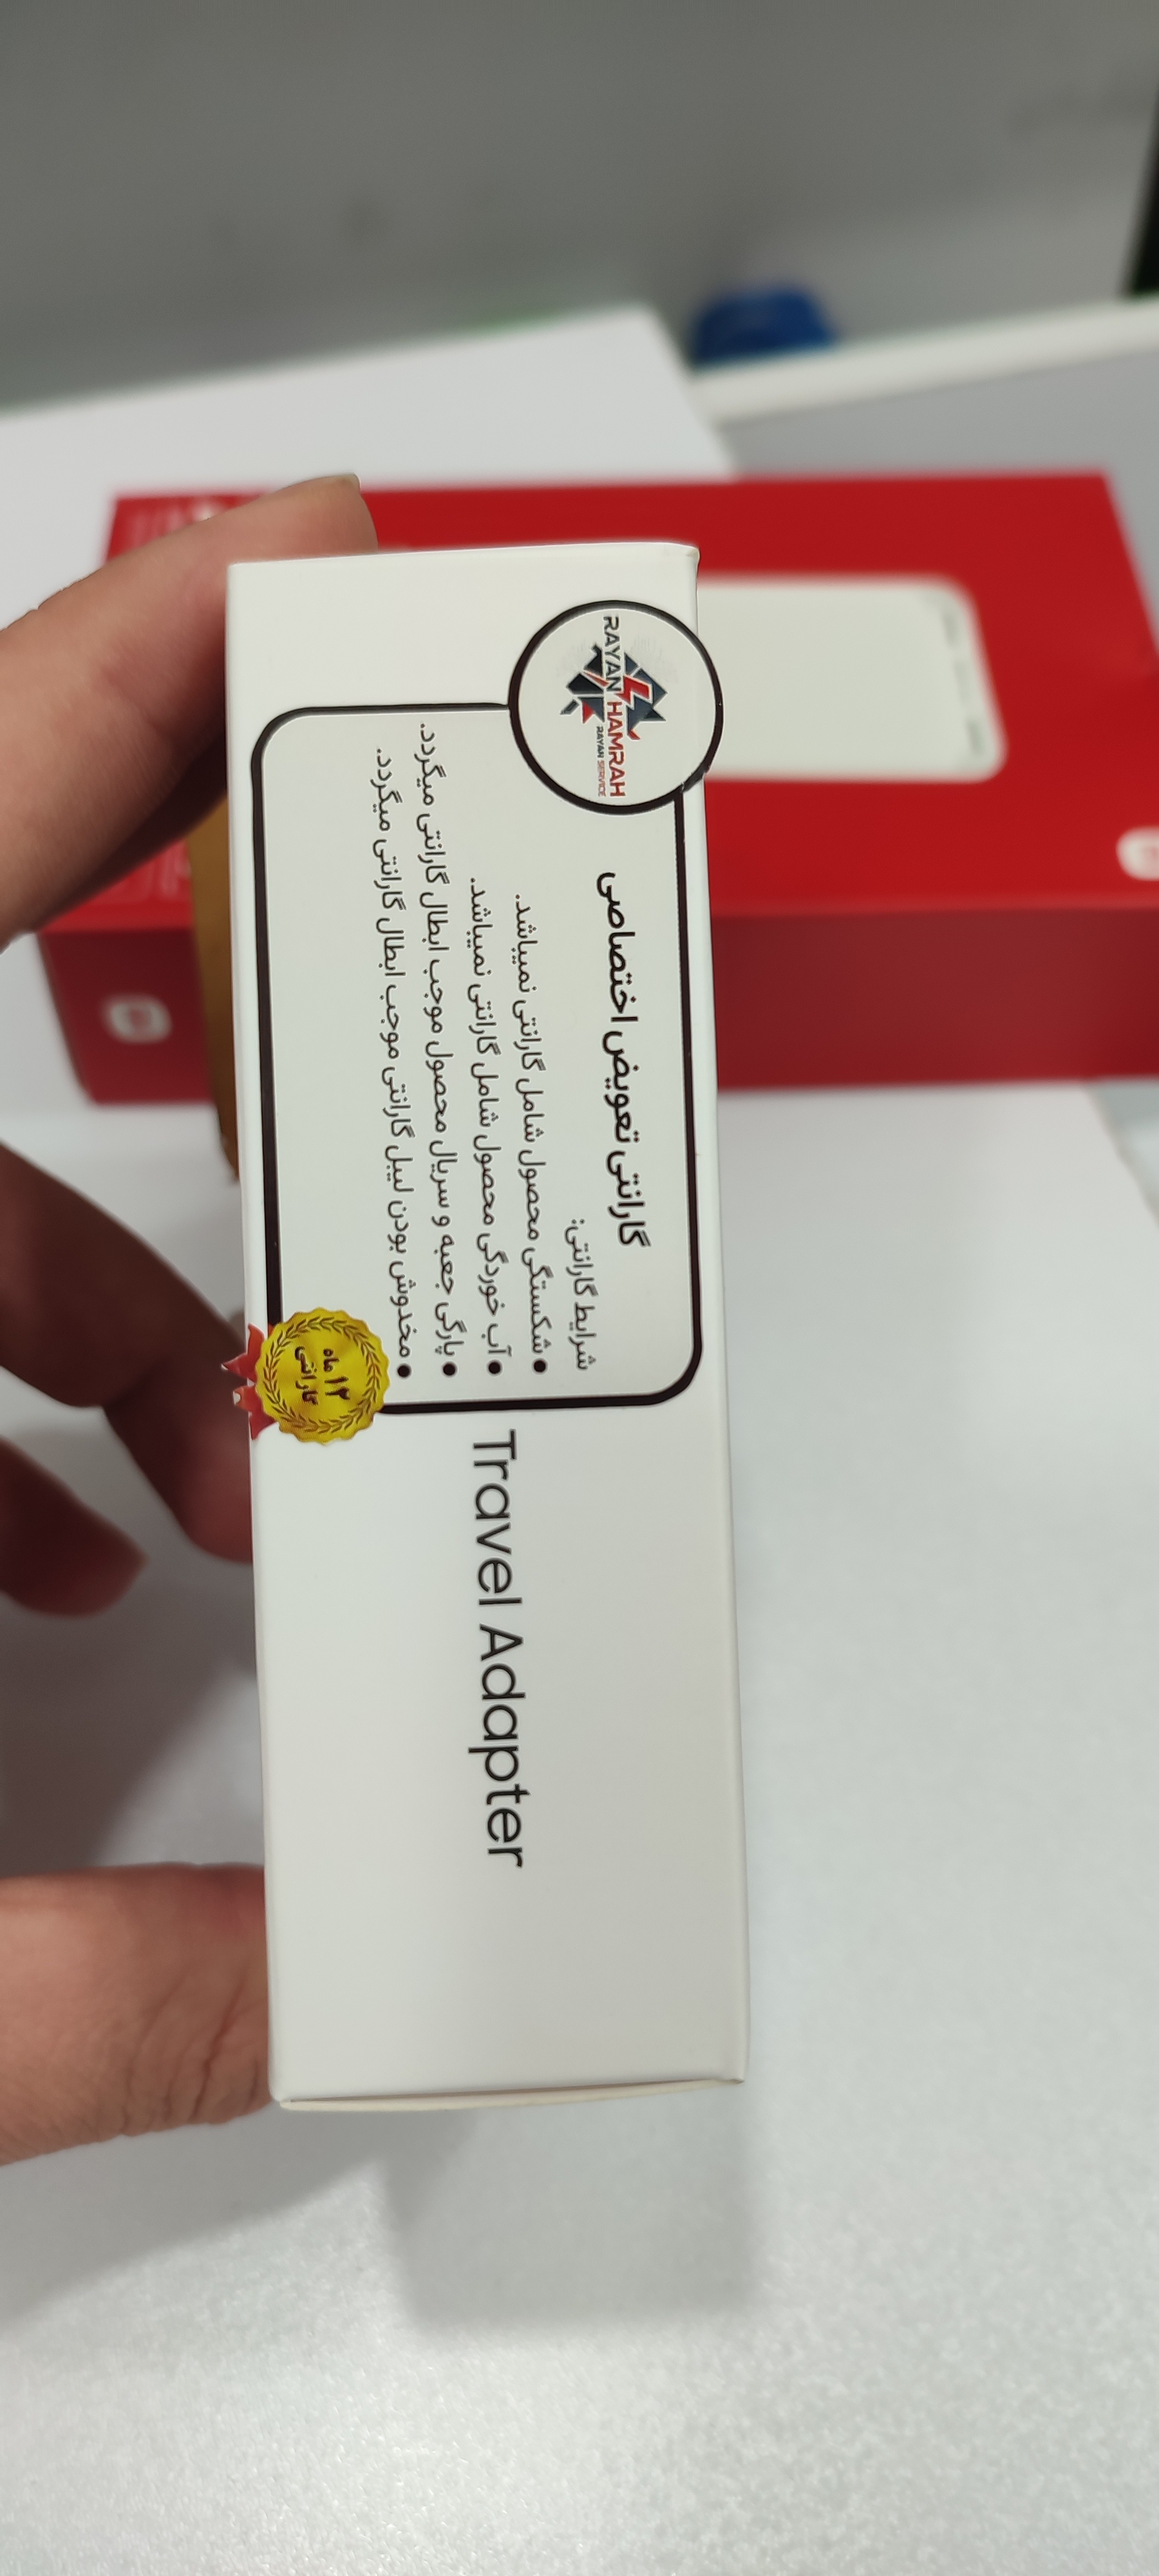 RAYAN HAMRAH
RAYAN SERVICE
گارانتی تعویض اختصاصی
شرایط گارانتی:
• شکستگی محصول شامل گارانتی نمیباشد.
• آب خوردگی محصول شامل گارانتی نمیباشد.
• پارگی جعبه و سریال محصول موجب ابطال گارانتی میگردد.
• مخدوش بودن لیبل گارانتی موجب ابطال گارانتی میگردد.
۱۲ ماه
گارانتی
Travel Adapter